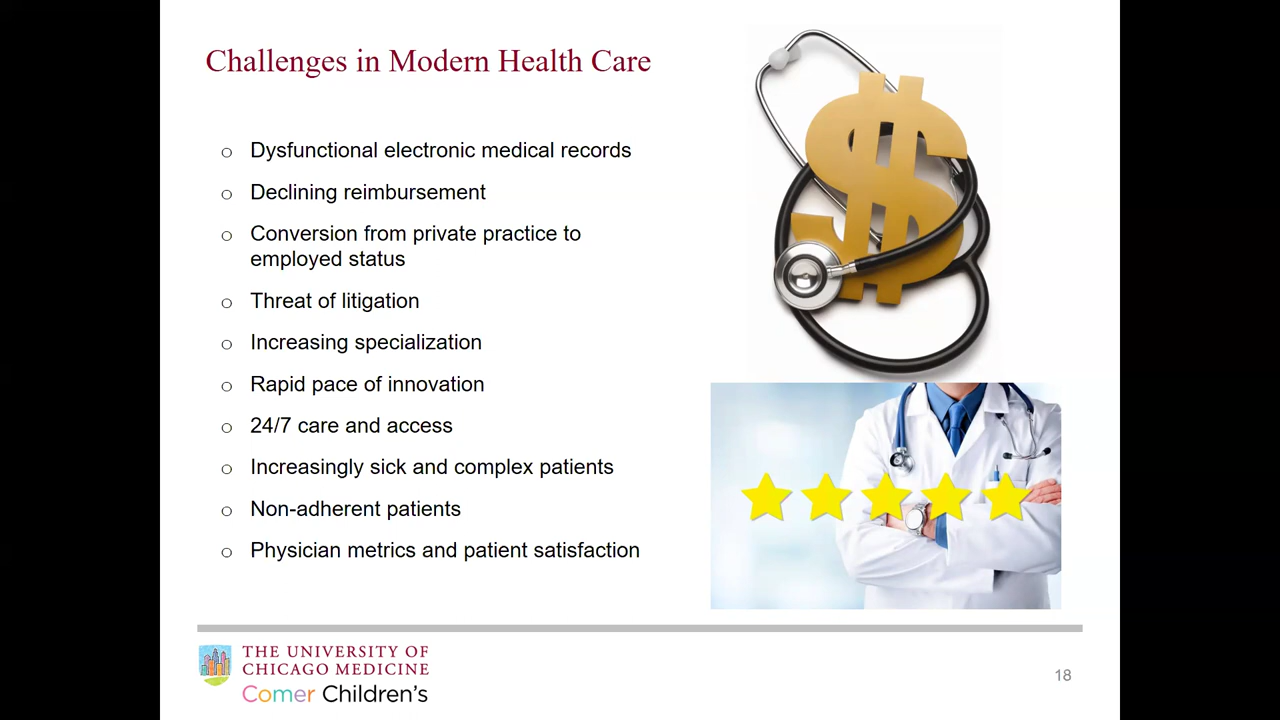 Challenges in Modern Health Care
Dysfunctional electronic medical records
Declining reimbursement
Conversion from private practice to
employed status
Threat of litigation
Increasing specialization
Rapid pace of innovation
24/7 care and access
Increasingly sick and complex patients
Non-adherent patients
Physician metrics and patient satisfaction
THE UNIVERSITY OF
CHICAGO MEDICINE
Comer Children's
18